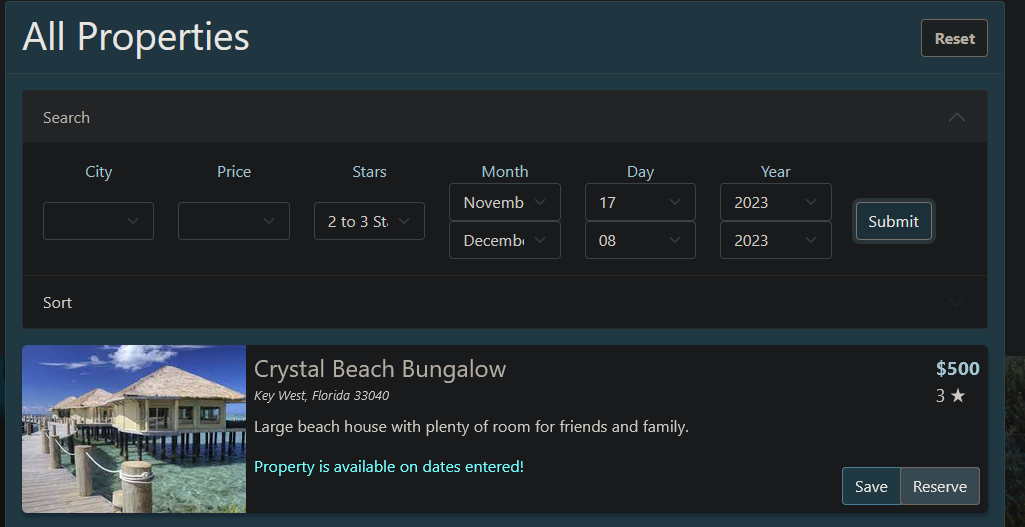 All Properties
Reset
Search
City Price Stars Month Day Year
Novemb 17 2023
2 to 3 St Submit
Decembe 08 2023
Sort
Crystal Beach Bungalow $500
Key West, Florida 33040 3 ★
Large beach house with plenty of room for friends and family.
Property is available on dates entered!
Save Reserve